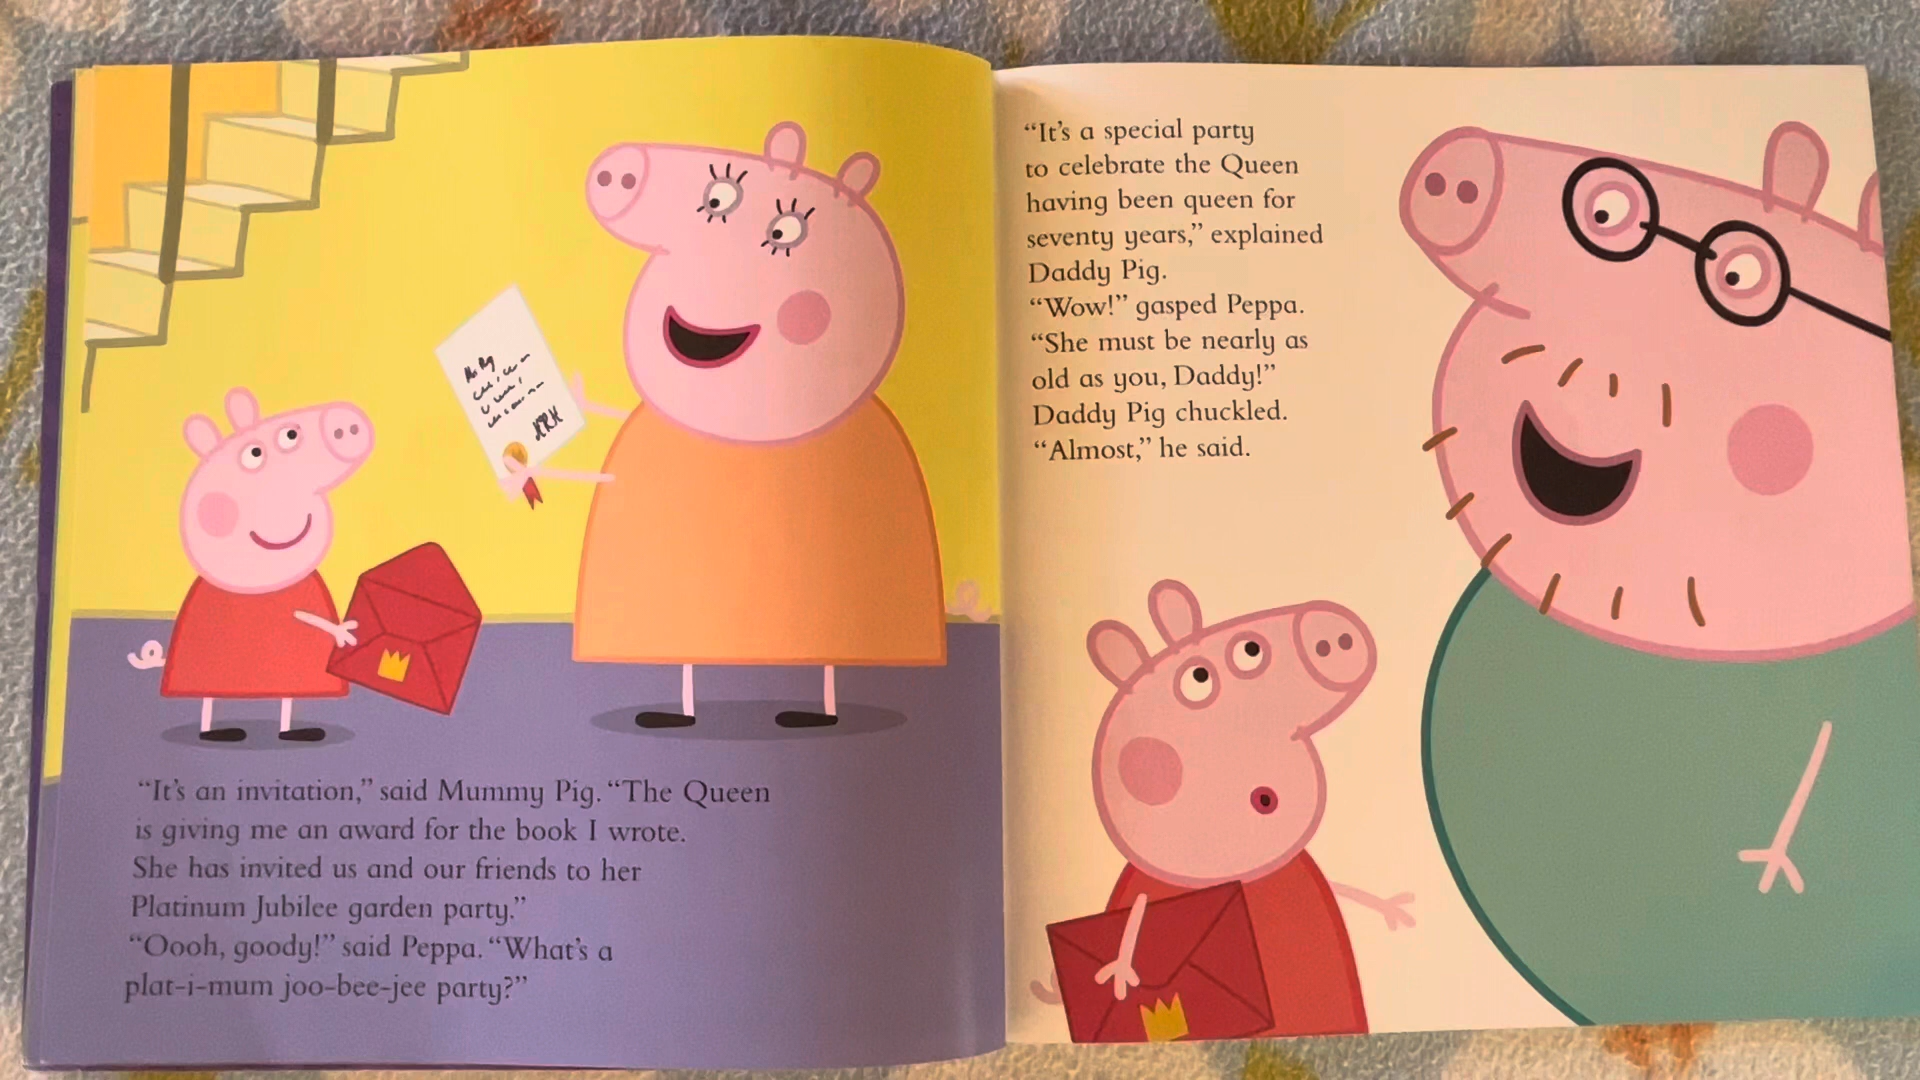 “It’s an invitation,” said Mummy Pig. “The Queen
is giving me an award for the book I wrote.
She has invited us and our friends to her
Platinum Jubilee garden party.”
“Oooh, goody!” said Peppa. “What’s a
plat-i-mum joo-bee-jee party?”
“It’s a special party
to celebrate the Queen
having been queen for
seventy years,” explained
Daddy Pig.
“Wow!” gasped Peppa.
“She must be nearly as
old as you, Daddy!”
Daddy Pig chuckled.
“Almost,” he said.